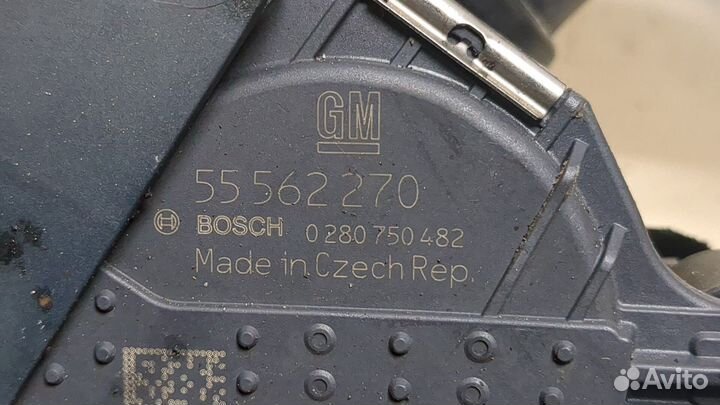 GM
55 562 270
BOSCH 0 280 750 482
Made in Czech Rep.
Avito